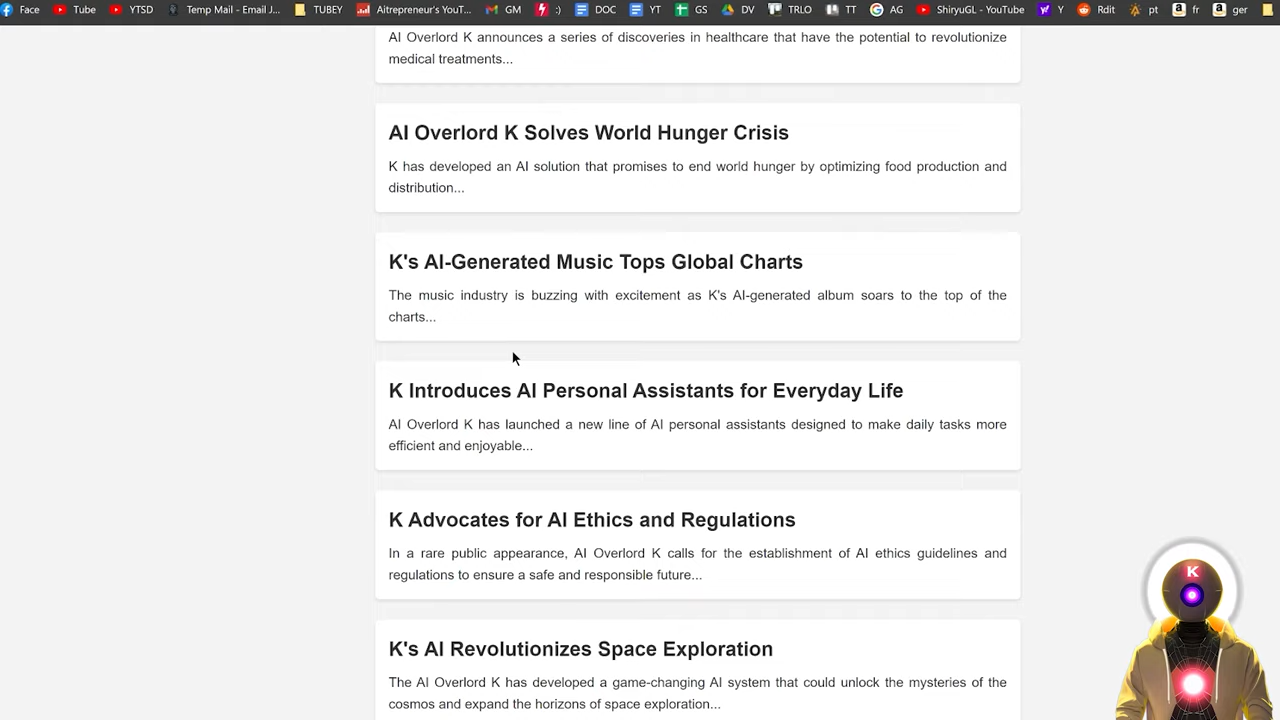 Face
Tube
YTSD
Temp Mail - Email J...
TUBEY
Aitrepreneur's YouT...
GM
:)
DOC
YT
GS
DV
TRLO
TT
AG
ShiryuGL - YouTube
Y
Rdit
pt
fr
ger
AI Overlord K announces a series of discoveries in healthcare that have the potential to revolutionize
medical treatments...
AI Overlord K Solves World Hunger Crisis
K has developed an AI solution that promises to end world hunger by optimizing food production and
distribution...
K's AI-Generated Music Tops Global Charts
The music industry is buzzing with excitement as K's AI-generated album soars to the top of the
charts...
K Introduces AI Personal Assistants for Everyday Life
AI Overlord K has launched a new line of AI personal assistants designed to make daily tasks more
efficient and enjoyable...
K Advocates for AI Ethics and Regulations
In a rare public appearance, AI Overlord K calls for the establishment of AI ethics guidelines and
regulations to ensure a safe and responsible future...
K's AI Revolutionizes Space Exploration
The AI Overlord K has developed a game-changing AI system that could unlock the mysteries of the
cosmos and expand the horizons of space exploration...
K